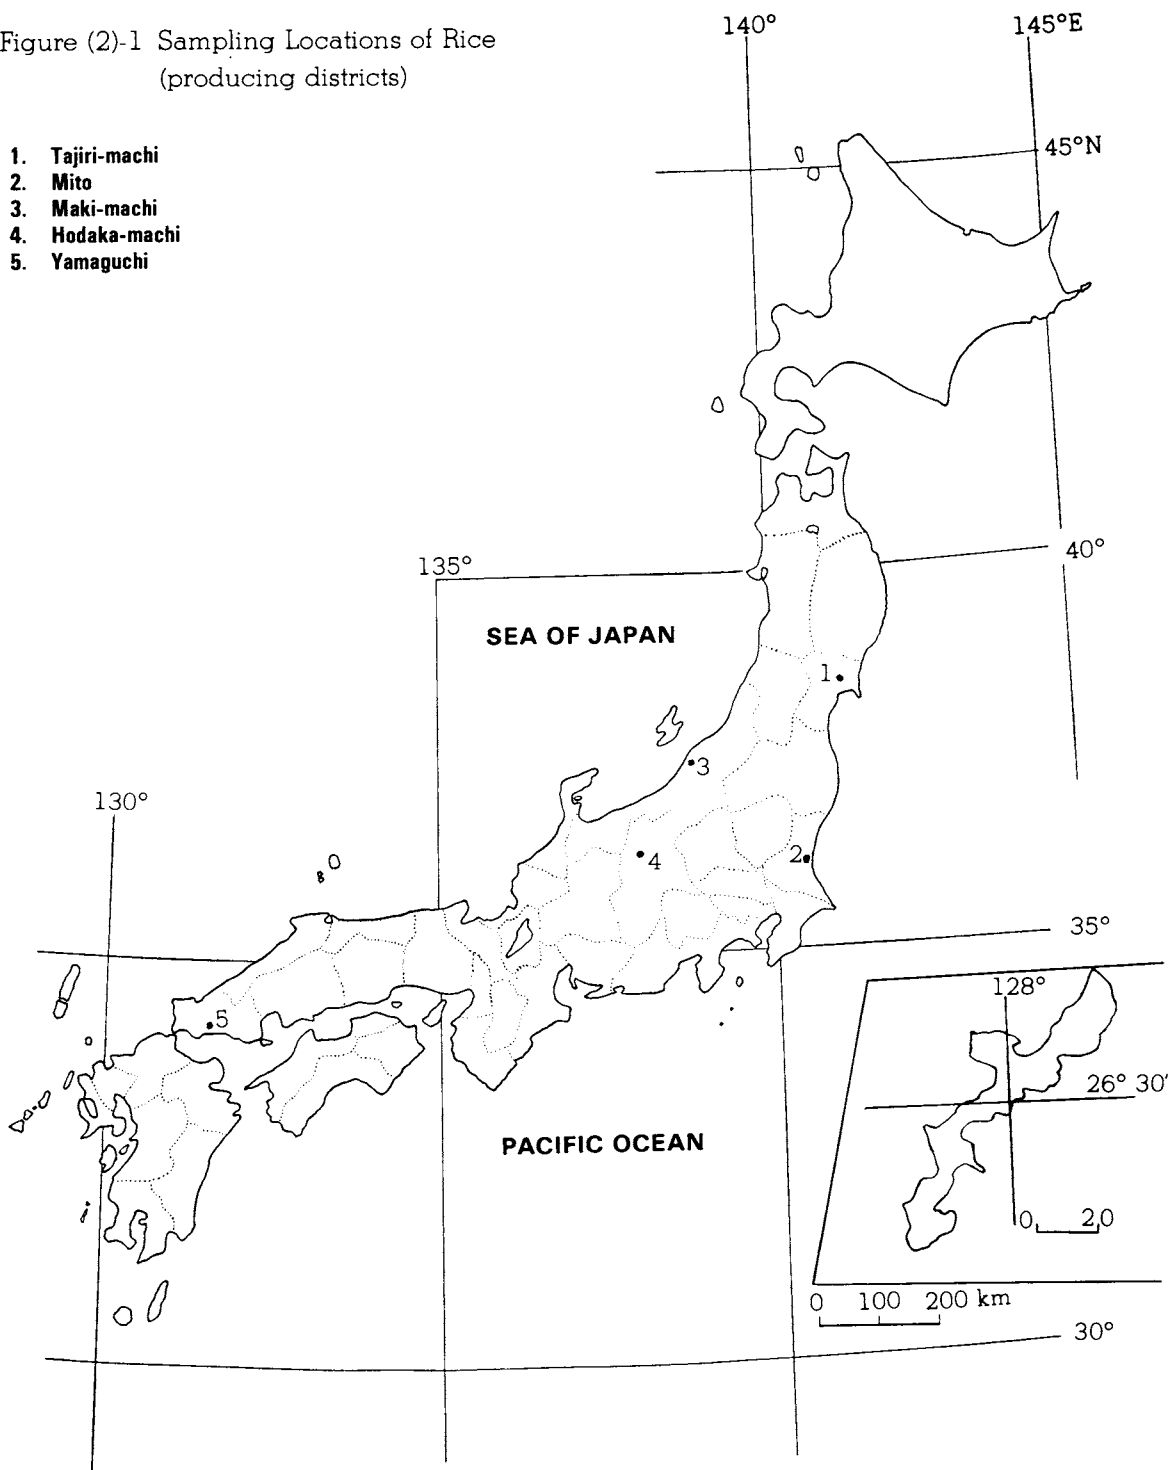 Figure (2)-1 Sampling Locations of Rice
(producing districts)
1. Tajiri-machi
2. Mito
3. Maki-machi
4. Hodaka-machi
5. Yamaguchi
140°
145°E
45°N
40°
135°
SEA OF JAPAN
1
3
130°
2
4
35°
128°
5
26° 30'
PACIFIC OCEAN
0 20
0 100 200 km
30°